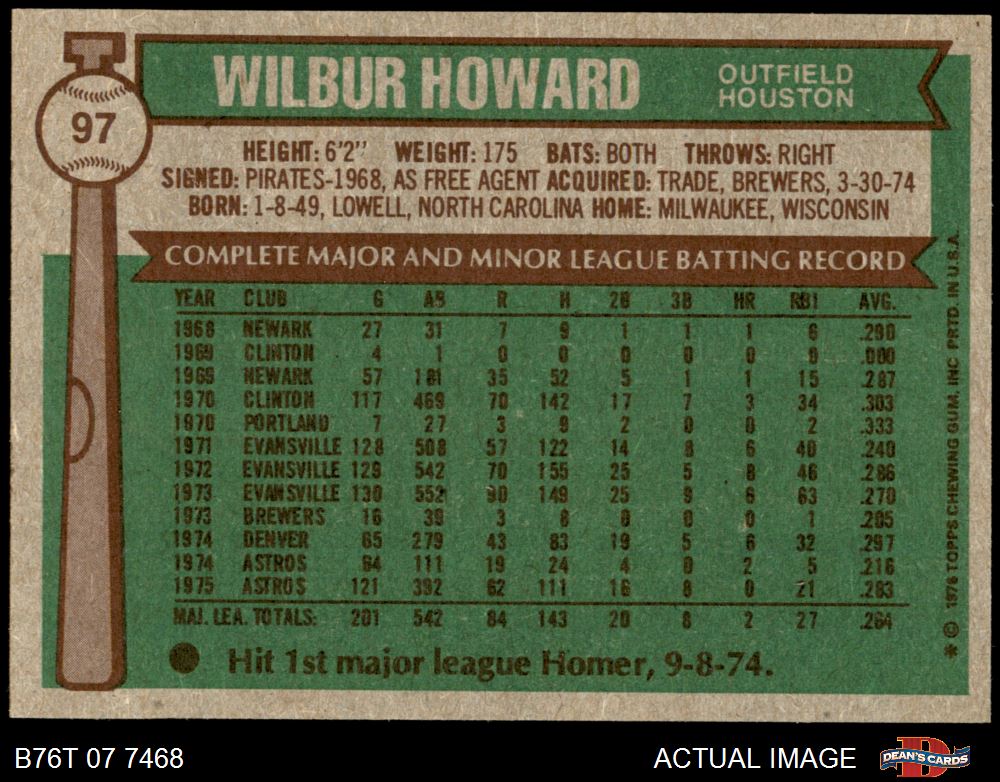 WILBUR HOWARD
OUTFIELD
HOUSTON
97
HEIGHT: 6'2" WEIGHT: 175 BATS: BOTH THROWS: RIGHT
SIGNED: PIRATES-1968, AS FREE AGENT ACQUIRED: TRADE, BREWERS, 3-30-74
BORN: 1-8-49, LOWELL, NORTH CAROLINA HOME: MILWAUKEE, WISCONSIN
COMPLETE MAJOR AND MINOR LEAGUE BATTING RECORD
YEAR CLUB G AB R H 2B 3B HR RBI AVG.
1968 NEWARK 27 31 7 9 1 1 1 6 .290
1969 CLINTON 4 1 0 0 0 0 0 0 .000
1969 NEWARK 57 181 35 52 5 1 1 15 .287
1970 CLINTON 117 469 70 142 17 7 3 34 .303
1970 PORTLAND 7 27 3 9 2 0 0 2 .333
1971 EVANSVILLE 128 508 57 122 14 8 6 40 .240
1972 EVANSVILLE 129 542 70 155 25 5 8 46 .286
1973 EVANSVILLE 130 552 90 149 25 9 6 63 .270
1973 BREWERS 16 39 3 8 0 0 0 1 .205
1974 DENVER 65 279 43 83 19 5 6 32 .297
1974 ASTROS 64 111 19 24 4 0 2 5 .216
1975 ASTROS 121 392 62 111 16 8 0 21 .283
MAJ. LEA. TOTALS: 201 542 84 143 20 8 2 27 .264
Hit 1st major league Homer, 9-8-74.
* © 1976 TOPPS CHEWING GUM, INC. PRTD. IN U.S.A.
B76T 07 7468
ACTUAL IMAGE
DEAN'S CARDS